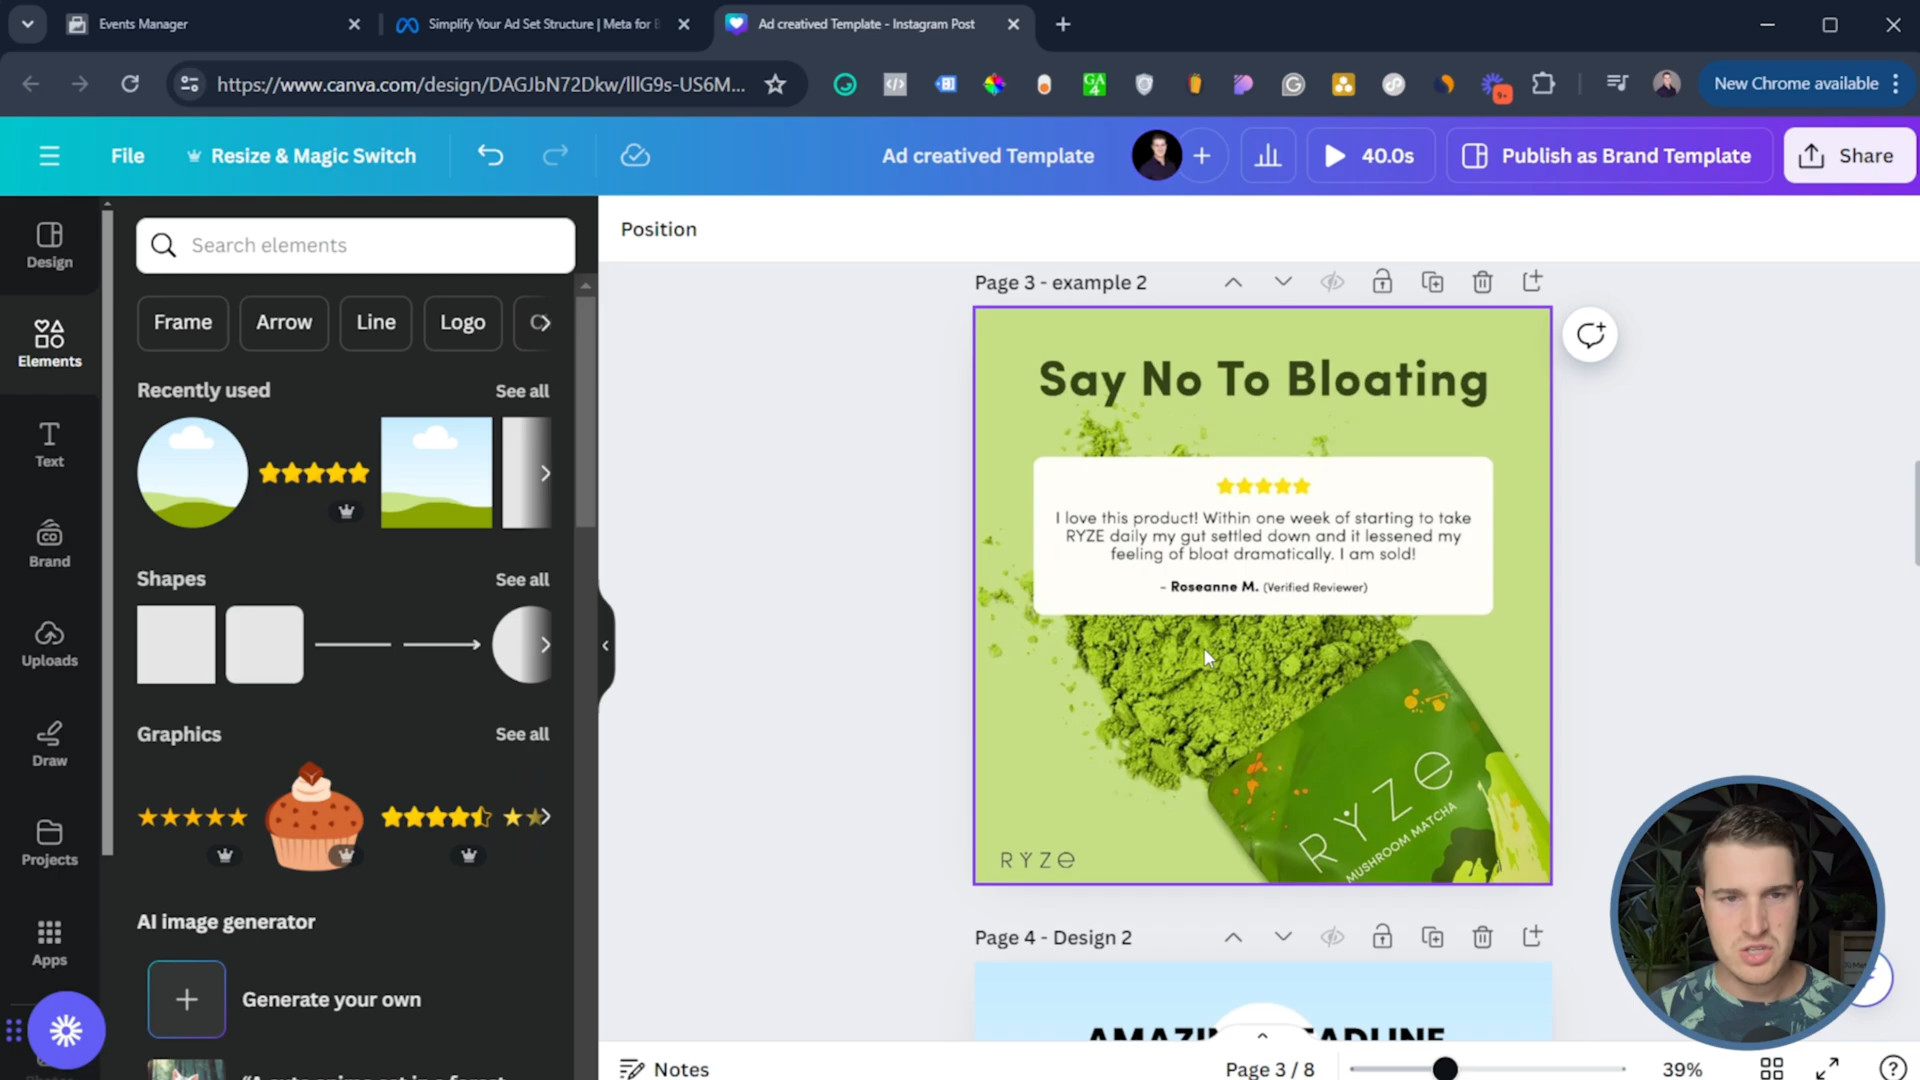 Events Manager
Simplify Your Ad Set Structure | Meta for B
Ad creatived Template - Instagram Post
https://www.canva.com/design/DAGJbN72Dkw/lllG9s-US6M...
GA
4
9+
New Chrome available
File
Resize & Magic Switch
Ad creatived Template
40.0s
Publish as Brand Template
Share
Design
Elements
Text
Brand
Uploads
Draw
Projects
Apps
Search elements
Frame
Arrow
Line
Logo
Recently used
See all
Shapes
See all
Graphics
See all
AI image generator
Generate your own
Position
Page 3 - example 2
Say No To Bloating
I love this product! Within one week of starting to take
RYZE daily my gut settled down and it lessened my
feeling of bloat dramatically. I am sold!
- Roseanne M. (Verified Reviewer)
RYZE
MUSHROOM MATCHA
RYZE
Page 4 - Design 2
Notes
Page 3 / 8
39%